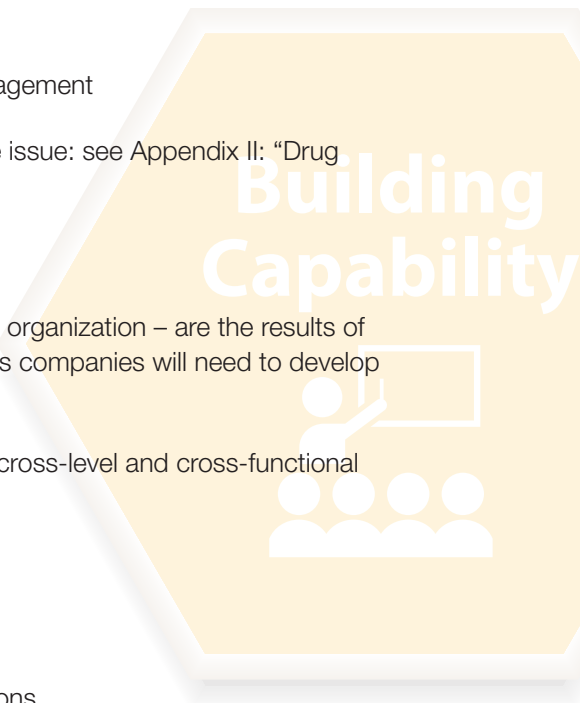 agement
e issue: see Appendix II: “Drug
Building
Capability
organization – are the results of
s companies will need to develop
cross-level and cross-functional
ons